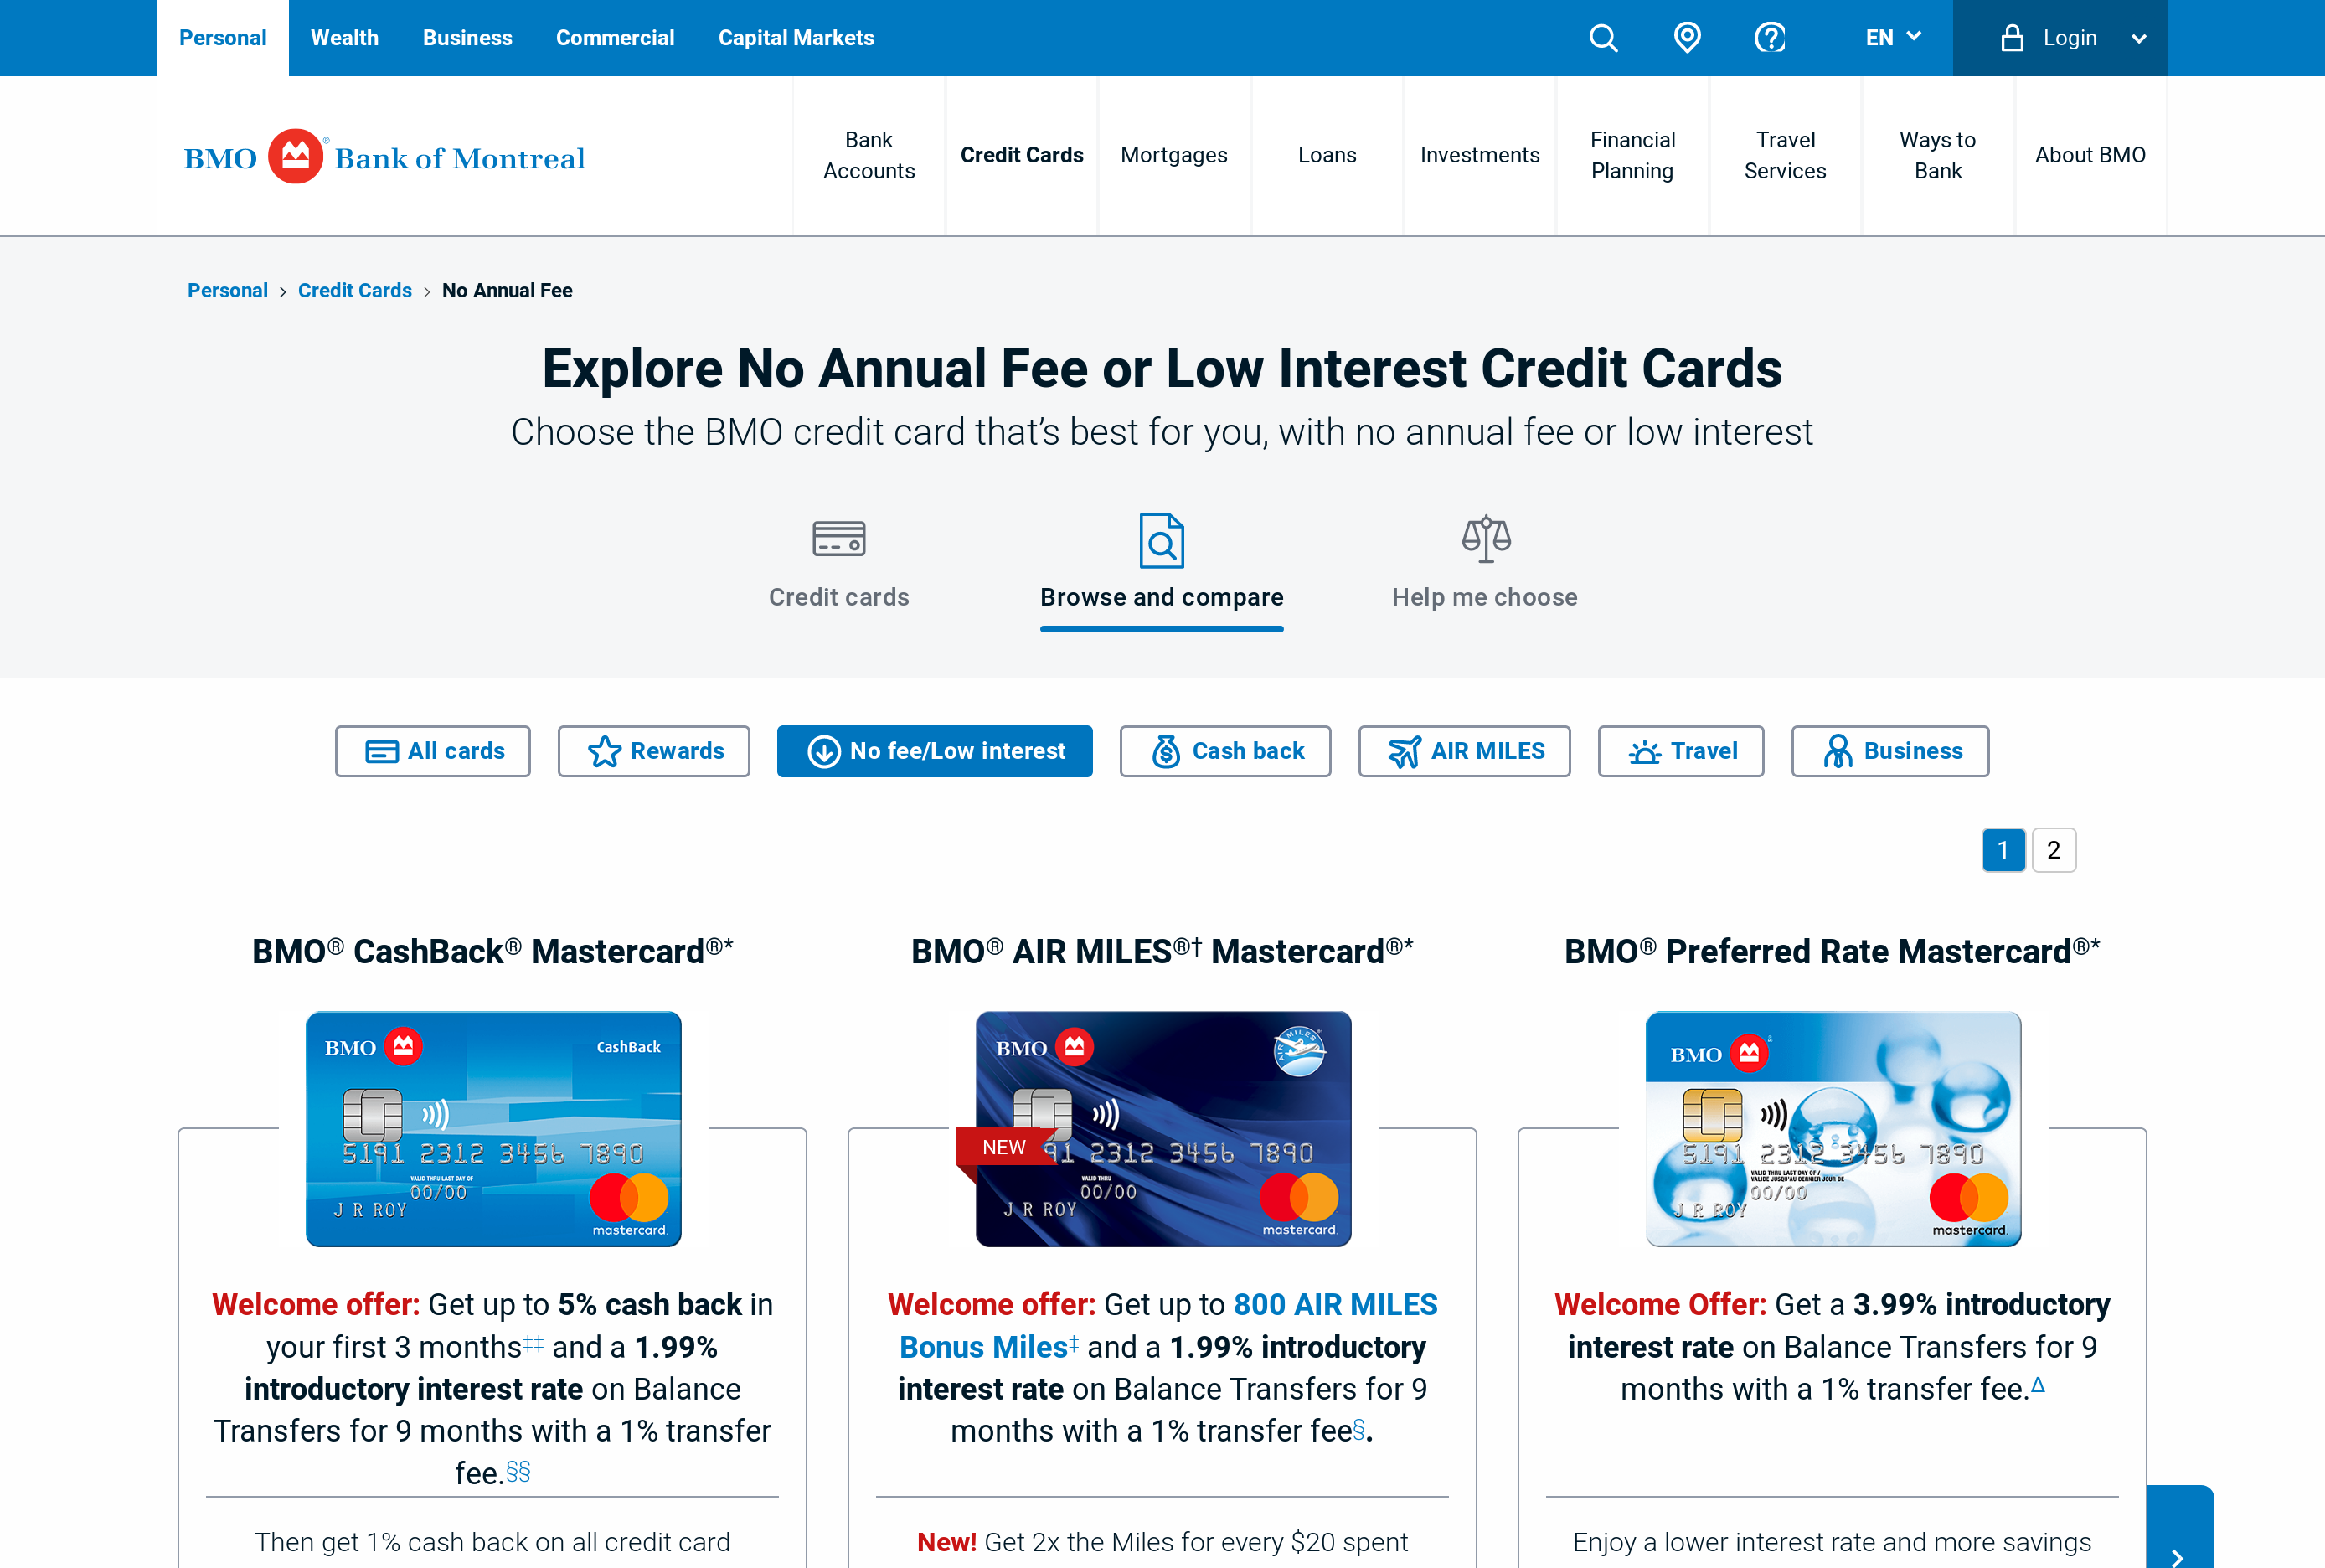 Personal Wealth Business Commercial Capital Markets EN Login
BMO ® Bank of Montreal
Bank Accounts
Credit Cards
Mortgages
Loans
Investments
Financial Planning
Travel Services
Ways to Bank
About BMO
Personal > Credit Cards > No Annual Fee
Explore No Annual Fee or Low Interest Credit Cards
Choose the BMO credit card that’s best for you, with no annual fee or low interest
Credit cards Browse and compare Help me choose
All cards Rewards No fee/Low interest Cash back AIR MILES Travel Business
1 2
BMO® CashBack® Mastercard®*
BMO CashBack
5191 2312 3456 7890
VALID THRU LAST DAY OF
00/00
J R ROY
mastercard.
Welcome offer: Get up to 5% cash back in
your first 3 months‡‡ and a 1.99%
introductory interest rate on Balance
Transfers for 9 months with a 1% transfer
fee.§§
Then get 1% cash back on all credit card
BMO® AIR MILES®† Mastercard®*
BMO AIR MILES
NEW
91 2312 3456 7890
VALID THRU
00/00
J R ROY
mastercard.
Welcome offer: Get up to 800 AIR MILES
Bonus Miles‡ and a 1.99% introductory
interest rate on Balance Transfers for 9
months with a 1% transfer fee§.
New! Get 2x the Miles for every $20 spent
BMO® Preferred Rate Mastercard®*
BMO
5191 2312 3456 7890
VALID THRU LAST DAY OF /
VALIDE JUSQU'AU DERNIER JOUR DE
00/00
J R ROY
mastercard.
Welcome Offer: Get a 3.99% introductory
interest rate on Balance Transfers for 9
months with a 1% transfer fee.Δ
Enjoy a lower interest rate and more savings